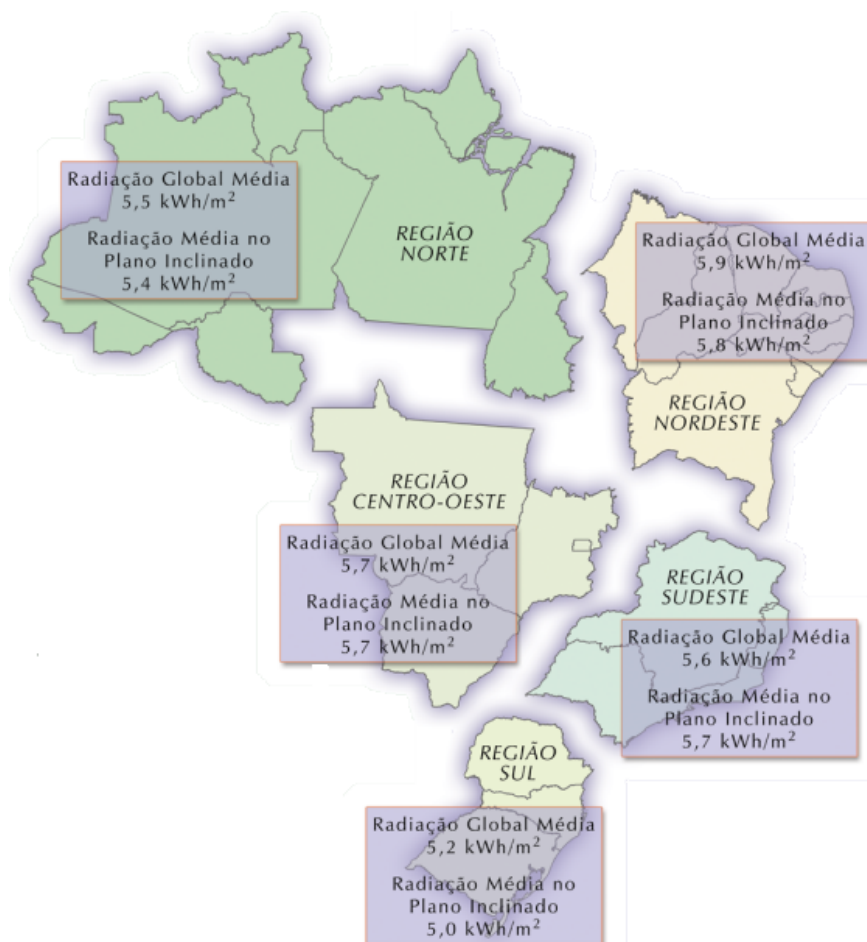 Radiação Global Média
5,5 kWh/m²
Radiação Média no
Plano Inclinado
5,4 kWh/m²
REGIÃO
NORTE
Radiação Global Média
5,9 kWh/m²
Radiação Média no
Plano Inclinado
5,8 kWh/m²
REGIÃO
NORDESTE
REGIÃO
CENTRO-OESTE
Radiação Global Média
5,7 kWh/m²
Radiação Média no
Plano Inclinado
5,7 kWh/m²
REGIÃO
SUDESTE
Radiação Global Média
5,6 kWh/m²
Radiação Média no
Plano Inclinado
5,7 kWh/m²
REGIÃO
SUL
Radiação Global Média
5,2 kWh/m²
Radiação Média no
Plano Inclinado
5,0 kWh/m²